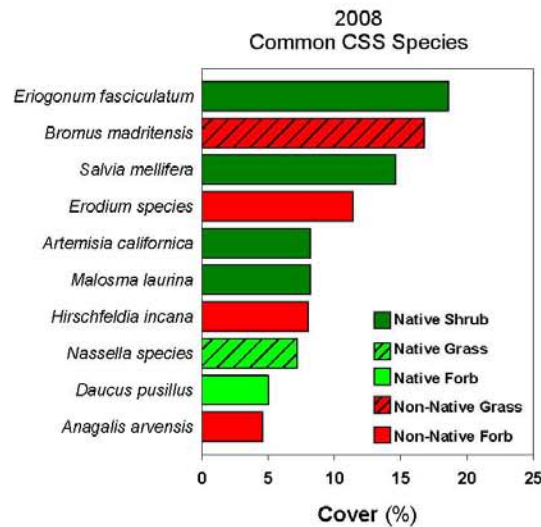 2008
Common CSS Species
Eriogonum fasciculatum
Bromus madritensis
Salvia mellifera
Erodium species
Artemisia californica
Malosma laurina
Hirschfeldia incana
Nassella species
Daucus pusillus
Anagalis arvensis
Native Shrub
Native Grass
Native Forb
Non-Native Grass
Non-Native Forb
0 5 10 15 20 25
Cover (%)